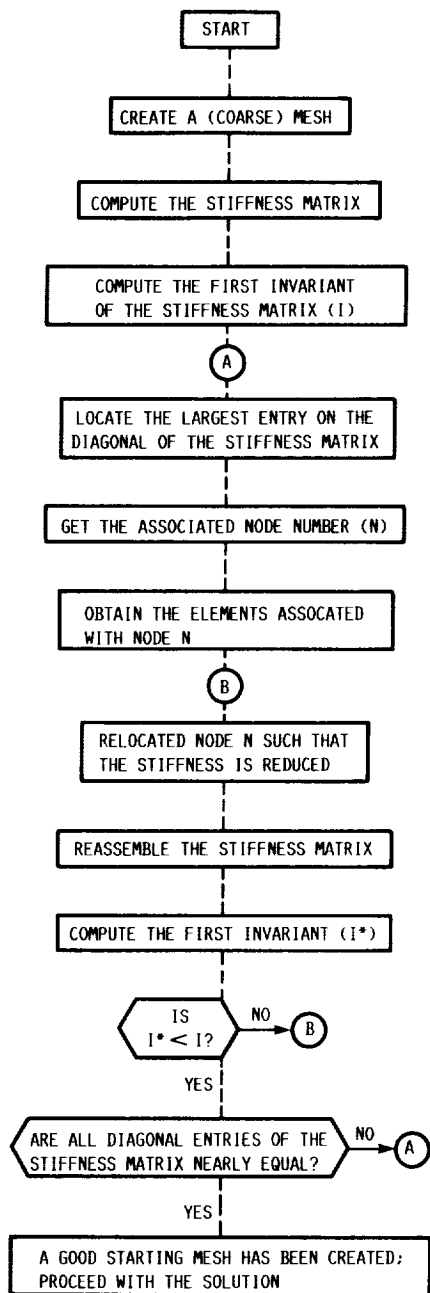 START
CREATE A (COARSE) MESH
COMPUTE THE STIFFNESS MATRIX
COMPUTE THE FIRST INVARIANT
OF THE STIFFNESS MATRIX (I)
A
LOCATE THE LARGEST ENTRY ON THE
DIAGONAL OF THE STIFFNESS MATRIX
GET THE ASSOCIATED NODE NUMBER (N)
OBTAIN THE ELEMENTS ASSOCATED
WITH NODE N
B
RELOCATED NODE N SUCH THAT
THE STIFFNESS IS REDUCED
REASSEMBLE THE STIFFNESS MATRIX
COMPUTE THE FIRST INVARIANT (I*)
IS
I* < I?
NO
B
YES
ARE ALL DIAGONAL ENTRIES OF THE
STIFFNESS MATRIX NEARLY EQUAL?
NO
A
YES
A GOOD STARTING MESH HAS BEEN CREATED;
PROCEED WITH THE SOLUTION